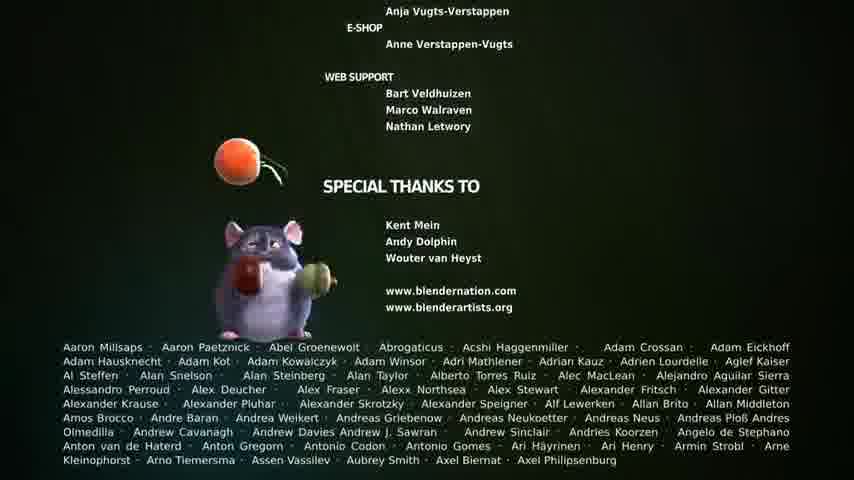 Anja Vugts-Verstappen
E-SHOP
Anne Verstappen-Vugts
WEB SUPPORT
Bart Veldhuizen
Marco Walraven
Nathan Letwory
SPECIAL THANKS TO
Kent Mein
Andy Dolphin
Wouter van Heyst
www.blendernation.com
www.blenderartists.org
Aaron Millsaps · Aaron Paetznick · Abel Groenewolt · Abrogaticus · Acshi Haggenmiller · Adam Crossan · Adam Eickhoff
Adam Hausknecht · Adam Kot · Adam Kowalczyk · Adam Winsor · Adri Mathlener · Adrian Kauz · Adrien Lourdelle · Aglef Kaiser
Al Steffen · Alan Snelson · Alan Steinberg · Alan Taylor · Alberto Torres Ruiz · Alec MacLean · Alejandro Aguilar Sierra
Alessandro Perroud · Alex Deucher · Alex Fraser · Alexx Northsea · Alex Stewart · Alexander Fritsch · Alexander Gitter
Alexander Krause · Alexander Pluhar · Alexander Skrotzky · Alexander Speigner · Alf Lewerken · Allan Brito · Allan Middleton
Amos Brocco · Andre Baran · Andrea Weikert · Andreas Griebenow · Andreas Neukoetter · Andreas Neus · Andreas Ploß Andres
Olmedilla · Andrew Cavanagh · Andrew Davies Andrew J. Sawran · Andrew Sinclair · Andries Koorzen · Angelo de Stephano
Anton van de Haterd · Anton Gregorn · Antonio Codon · Antonio Gomes · Ari Häyrinen · Ari Henry · Armin Strobl · Arne
Kleinophorst · Arno Tiemersma · Assen Vassilev · Aubrey Smith · Axel Biernat · Axel Philipsenburg